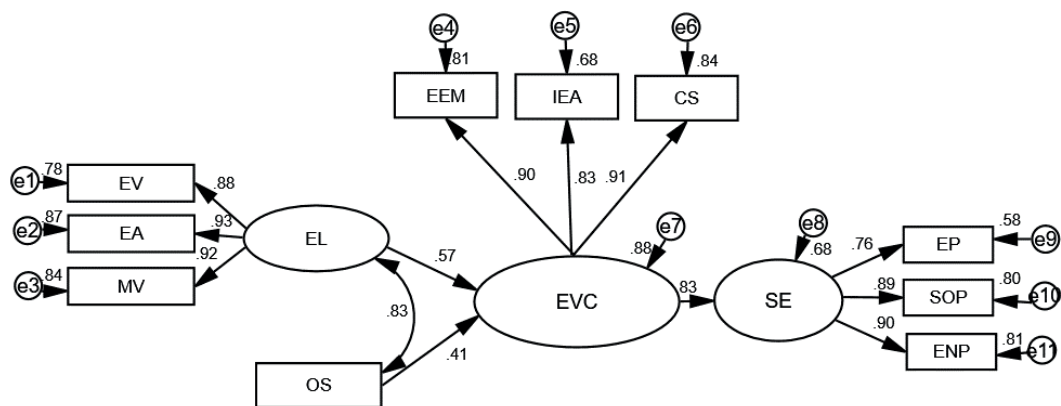 e4
e5
e6
.81
.68
.84
EEM
IEA
CS
e1
.78
EV
.88
.90
.83
.91
e2
.87
EA
.93
EL
e7
e8
.58
EP
e9
.92
.57
.88
.68
.76
e3
.84
MV
.83
EVC
.83
SE
.89
SOP
.80
e10
.41
.90
ENP
.81
e11
OS